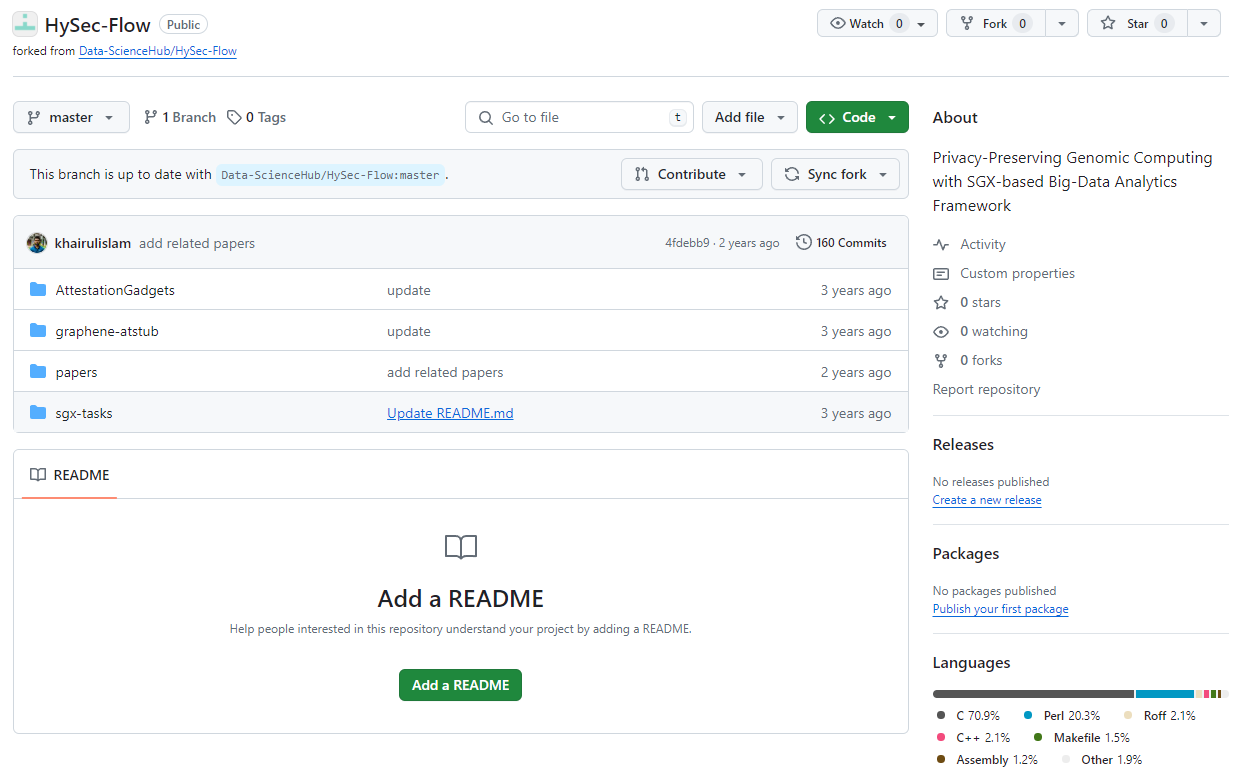 HySec-Flow Public Watch 0 Fork 0 Star 0
forked from Data-ScienceHub/HySec-Flow
master 1 Branch 0 Tags Go to file t Add file <> Code
This branch is up to date with Data-ScienceHub/HySec-Flow:master. Contribute Sync fork
khairulislam add related papers 4fdebb9 · 2 years ago 160 Commits
AttestationGadgets update 3 years ago
graphene-atstub update 3 years ago
papers add related papers 2 years ago
sgx-tasks Update README.md 3 years ago
README
Add a README
Help people interested in this repository understand your project by adding a README.
Add a README
About
Privacy-Preserving Genomic Computing
with SGX-based Big-Data Analytics
Framework
Activity
Custom properties
0 stars
0 watching
0 forks
Report repository
Releases
No releases published
Create a new release
Packages
No packages published
Publish your first package
Languages
C 70.9% Perl 20.3% Roff 2.1%
C++ 2.1% Makefile 1.5%
Assembly 1.2% Other 1.9%